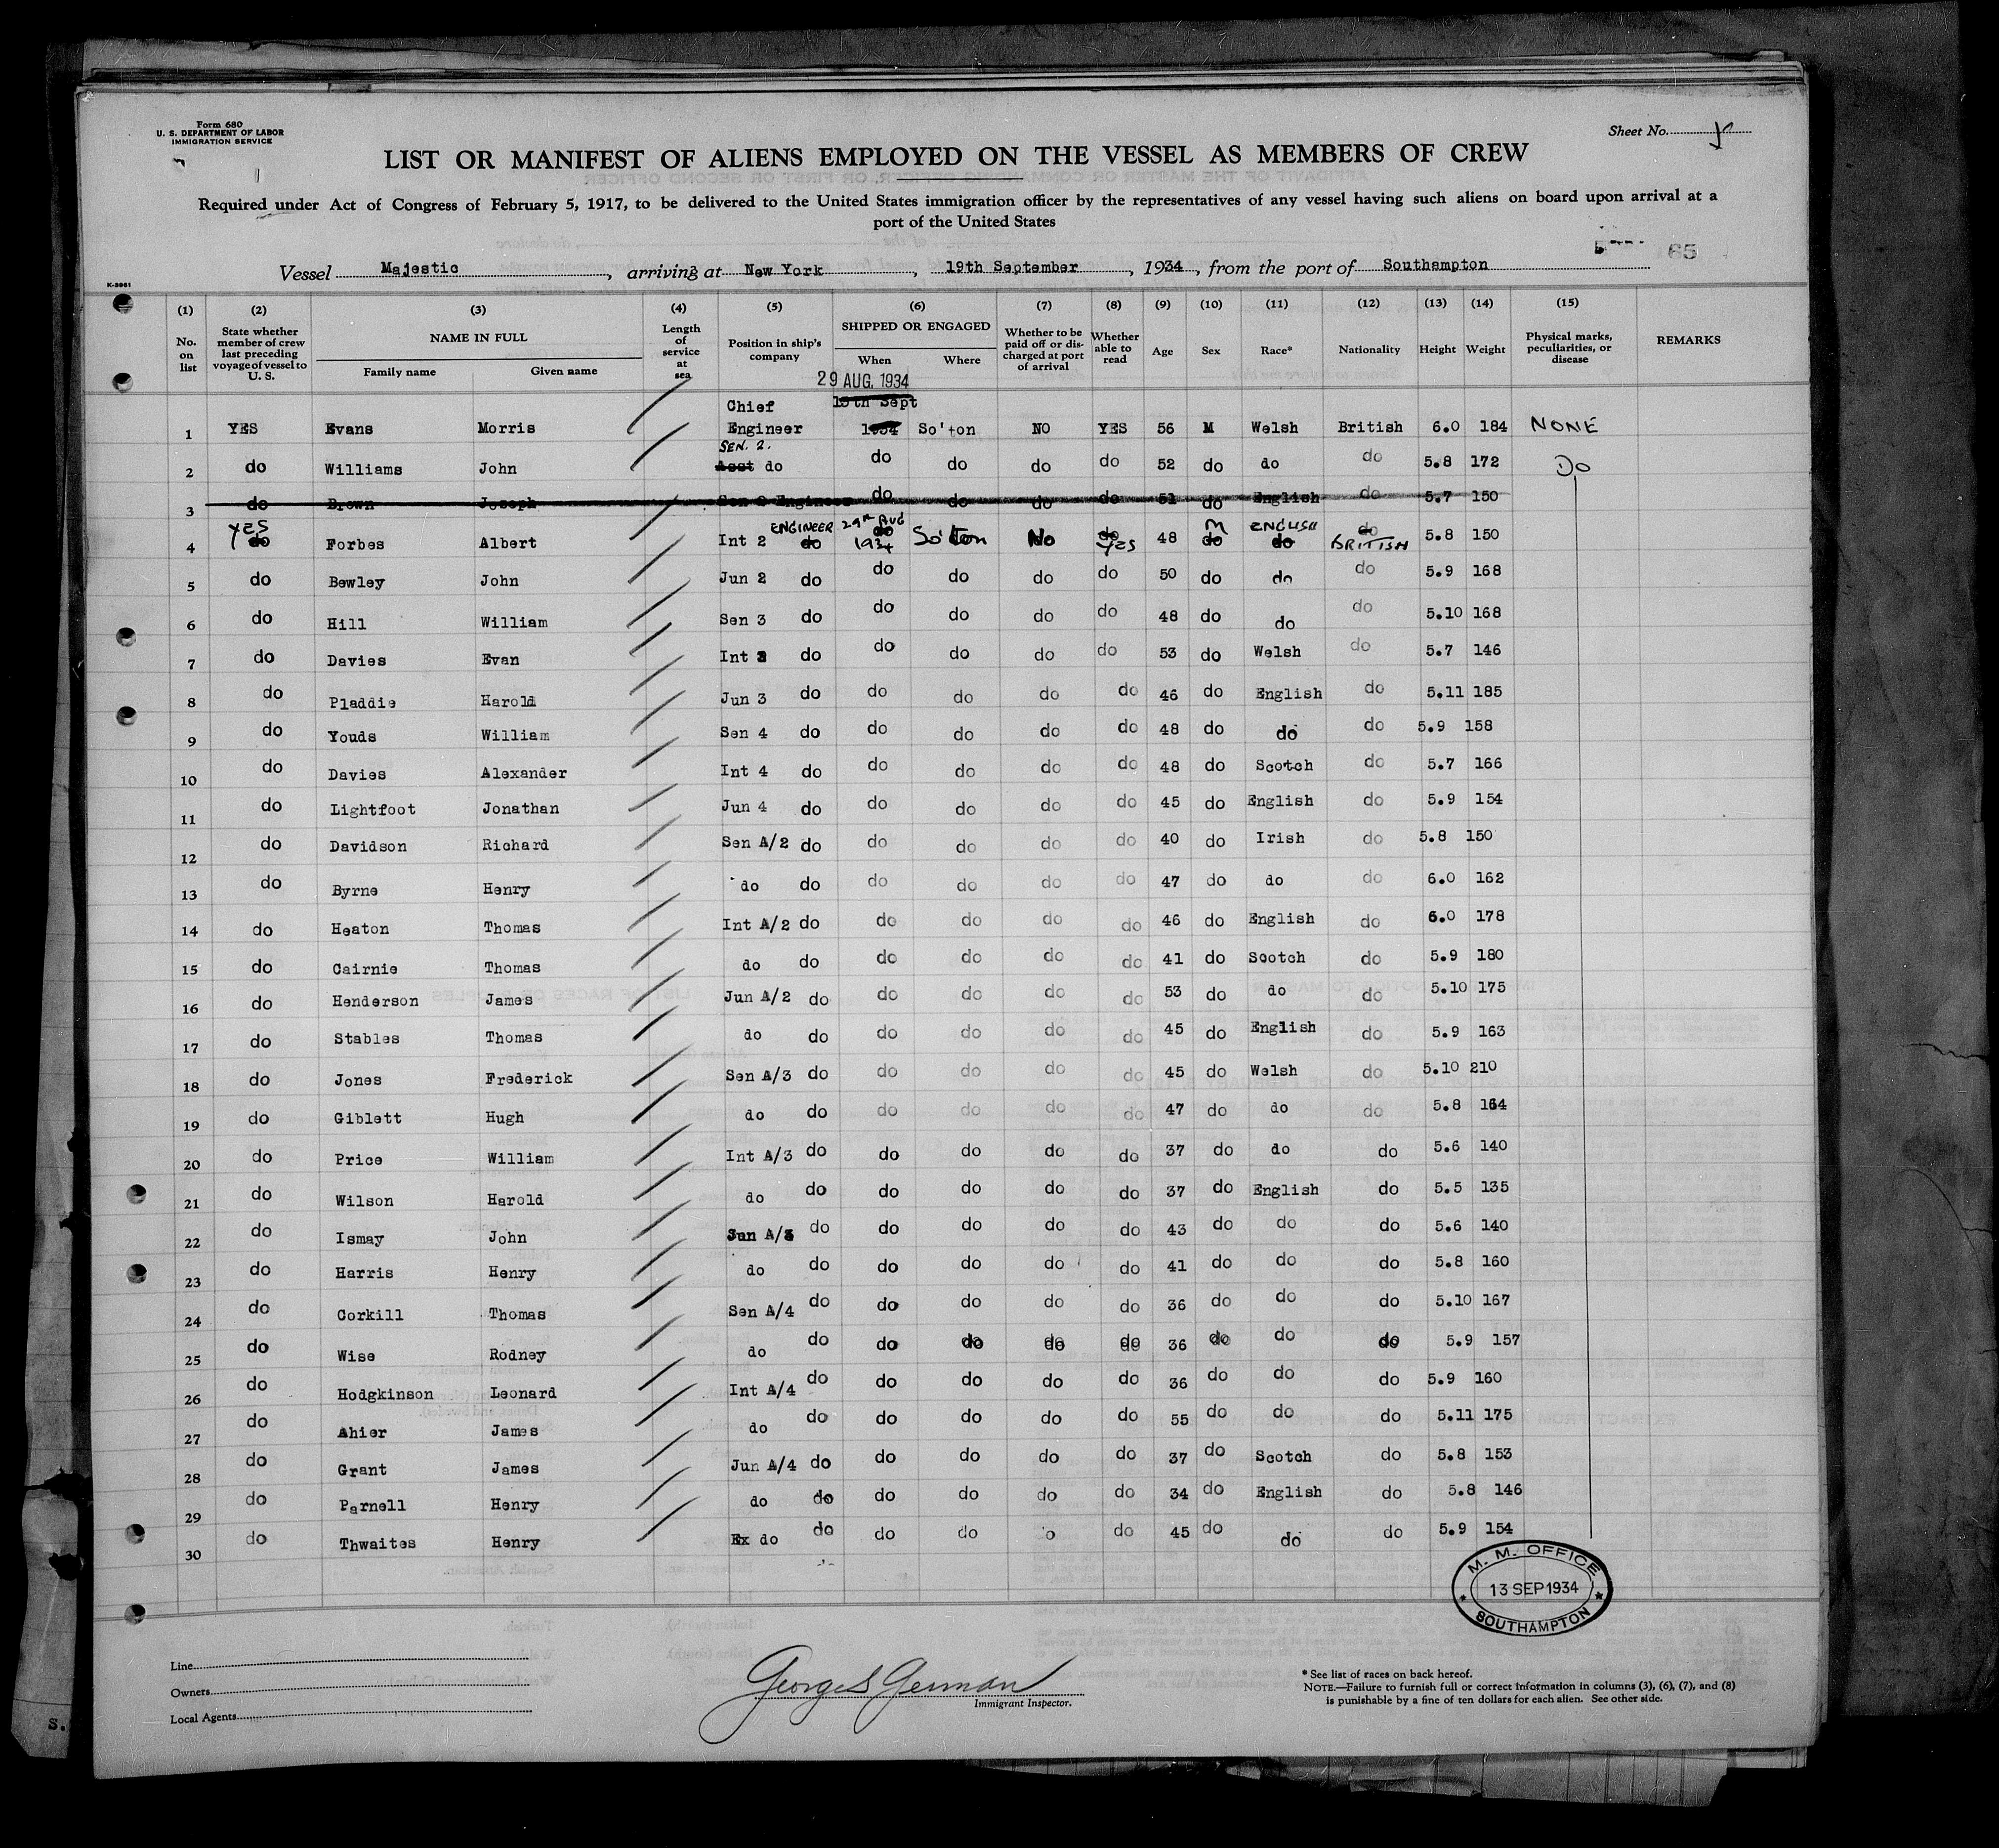 Form 680
U. S. DEPARTMENT OF LABOR
IMMIGRATION SERVICE
Sheet No.
LIST OR MANIFEST OF ALIENS EMPLOYED ON THE VESSEL AS MEMBERS OF CREW
Required under Act of Congress of February 5, 1917, to be delivered to the United States immigration officer by the representatives of any vessel having such aliens on board upon arrival at a
port of the United States
65
Vessel Majestic, arriving at New York, 19th September, 1934, from the port of Southampton
K-5961
(1) (2) (3) (4) (5) (6) (7) (8) (9) (10) (11) (12) (13) (14) (15)
No. on list State whether member of crew last preceding voyage of vessel to U. S. NAME IN FULL Family name Given name Length of service at sea Position in ship's company SHIPPED OR ENGAGED When Where Whether to be paid off or discharged at port of arrival Whether able to read Age Sex Race* Nationality Height Weight Physical marks, peculiarities, or disease REMARKS
29 AUG. 1934
1 YES Evans Morris Chief Engineer 1934 So'ton NO YES 56 M Welsh British 6.0 184 NONE
2 do Williams John SEN. 2. Asst do do do do do 52 do do do 5.8 172 Do
3 do Brown Joseph Sen 2 Engineer do do do do 51 do English do 5.7 150
4 YES do Forbes Albert Int 2 ENGINEER do 29th AUG do 1934 So'ton No do YES 48 M do ENGLISH do do BRITISH 5.8 150
5 do Bewley John Jun 2 do do do do do 50 do do do 5.9 168
6 do Hill William Sen 3 do do do do do 48 do do do 5.10 168
7 do Davies Evan Int 3 do do do do do 53 do Welsh do 5.7 146
8 do Pladdie Harold Jun 3 do do do do do 46 do English do 5.11 185
9 do Youds William Sen 4 do do do do do 48 do do do 5.9 158
10 do Davies Alexander Int 4 do do do do do 48 do Scotch do 5.7 166
11 do Lightfoot Jonathan Jun 4 do do do do do 45 do English do 5.9 154
12 do Davidson Richard Sen A/2 do do do do do 40 do Irish do 5.8 150
13 do Byrne Henry do do do do do do 47 do do do 6.0 162
14 do Heaton Thomas Int A/2 do do do do do 46 do English do 6.0 178
15 do Cairnie Thomas do do do do do do 41 do Scotch do 5.9 180
16 do Henderson James Jun A/2 do do do do do 53 do do do 5.10 175
17 do Stables Thomas do do do do do do 45 do English do 5.9 163
18 do Jones Frederick Sen A/3 do do do do do 45 do Welsh do 5.10 210
19 do Giblett Hugh do do do do do do 47 do do do 5.8 164
20 do Price William Int A/3 do do do do do 37 do do do 5.6 140
21 do Wilson Harold do do do do do do 37 do English do 5.5 135
22 do Ismay John Jun A/3 do do do do do 43 do do do 5.6 140
23 do Harris Henry do do do do do do 41 do do do 5.8 160
24 do Corkill Thomas Sen A/4 do do do do do 36 do do do 5.10 167
25 do Wise Rodney do do do do do do 36 do do do 5.9 157
26 do Hodgkinson Leonard Int A/4 do do do do do 36 do do do 5.9 160
27 do Ahier James do do do do do do 55 do do do 5.11 175
28 do Grant James Jun A/4 do do do do do 37 do Scotch do 5.8 153
29 do Parnell Henry do do do do do do 34 do English do 5.8 146
30 do Thwaites Henry Ex do do do do o do 45 do do do 5.9 154
M. M. OFFICE
13 SEP 1934
SOUTHAMPTON
Line
Owners
Local Agents
George S German
Immigrant Inspector.
* See list of races on back hereof.
NOTE.—Failure to furnish full or correct information in columns (3), (6), (7), and (8)
is punishable by a fine of ten dollars for each alien. See other side.